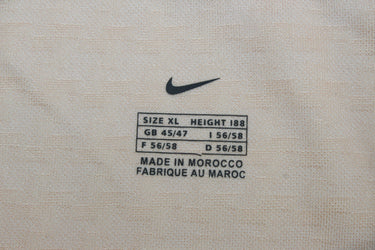 SIZE XL HEIGHT 188
GB 45/47 I 56/58
F 56/58 D 56/58
MADE IN MOROCCO
FABRIQUE AU MAROC